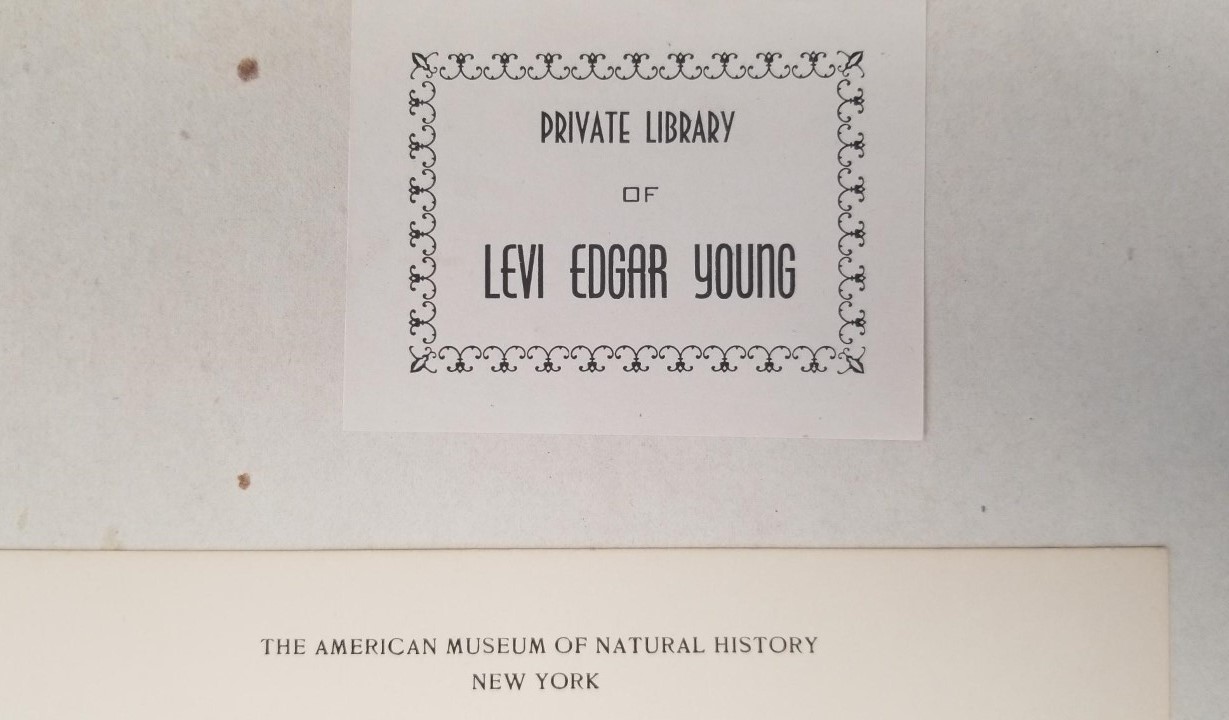 PRIVATE LIBRARY
OF
LEVI EDGAR YOUNG
THE AMERICAN MUSEUM OF NATURAL HISTORY
NEW YORK